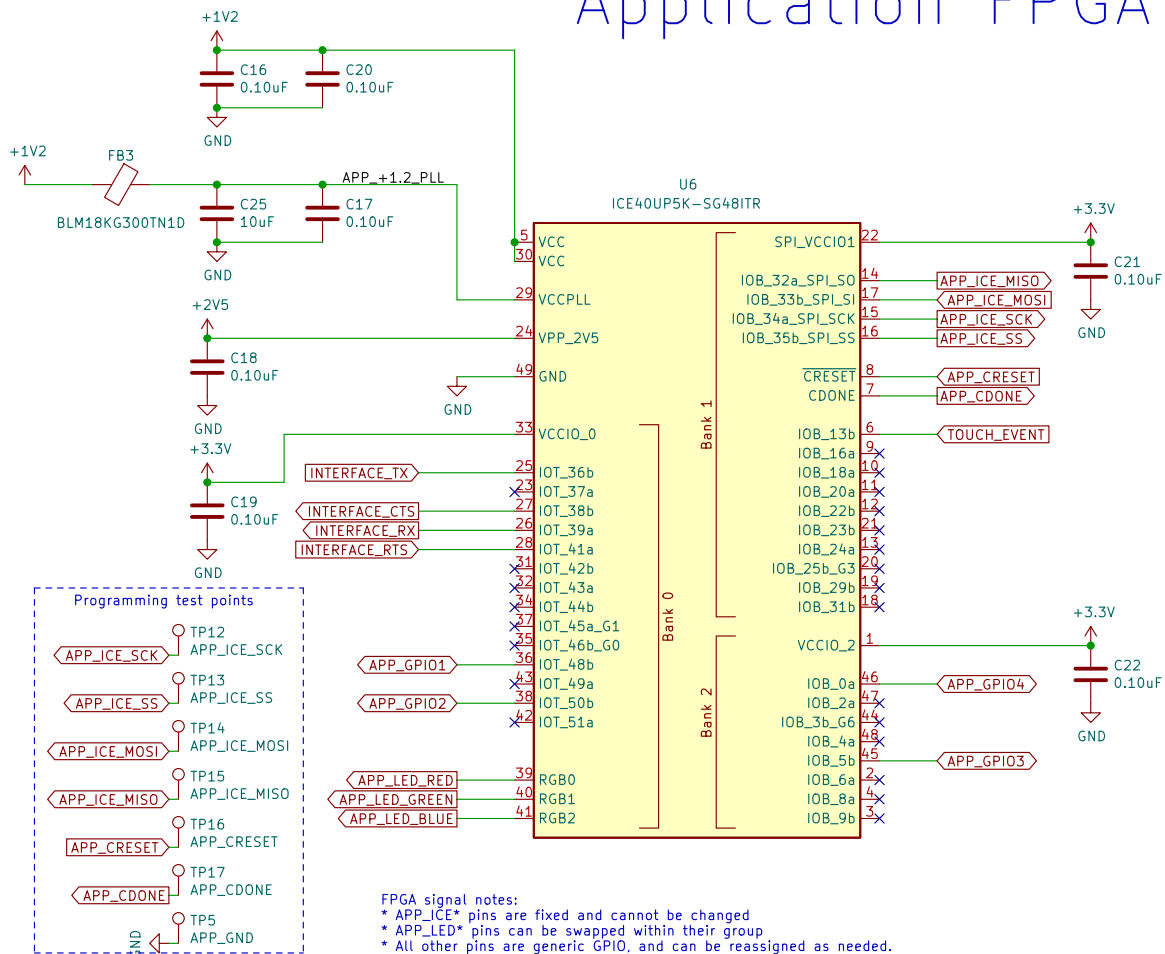 Application FPGA
+1V2
C16
0.10uF
C20
0.10uF
GND
+1V2
FB3
BLM18KG300TN1D
APP_+1.2_PLL
C25
10uF
C17
0.10uF
GND
+2V5
C18
0.10uF
GND
GND
+3.3V
C19
0.10uF
GND
U6
ICE40UP5K-SG48ITR
5 VCC
30 VCC
29 VCCPLL
24 VPP_2V5
49 GND
33 VCCIO_0
INTERFACE_TX 25 IOT_36b
23 IOT_37a
INTERFACE_CTS 27 IOT_38b
INTERFACE_RX 26 IOT_39a
INTERFACE_RTS 28 IOT_41a
31 IOT_42b
32 IOT_43a
34 IOT_44b
37 IOT_45a_G1
35 IOT_46b_G0
APP_GPIO1 36 IOT_48b
43 IOT_49a
APP_GPIO2 38 IOT_50b
42 IOT_51a
APP_LED_RED 39 RGB0
APP_LED_GREEN 40 RGB1
APP_LED_BLUE 41 RGB2
Bank 0
Bank 1
Bank 2
SPI_VCCIO1 22
IOB_32a_SPI_SO 14 APP_ICE_MISO
IOB_33b_SPI_SI 17 APP_ICE_MOSI
IOB_34a_SPI_SCK 15 APP_ICE_SCK
IOB_35b_SPI_SS 16 APP_ICE_SS
CRESET 8 APP_CRESET
CDONE 7 APP_CDONE
IOB_13b 6 TOUCH_EVENT
IOB_16a 9
IOB_18a 10
IOB_20a 11
IOB_22b 12
IOB_23b 21
IOB_24a 13
IOB_25b_G3 20
IOB_29b 19
IOB_31b 18
VCCIO_2 1
IOB_0a 46 APP_GPIO4
IOB_2a 47
IOB_3b_G6 44
IOB_4a 48
IOB_5b 45 APP_GPIO3
IOB_6a 2
IOB_8a 4
IOB_9b 3
+3.3V
C21
0.10uF
GND
+3.3V
C22
0.10uF
GND
Programming test points
TP12
APP_ICE_SCK APP_ICE_SCK
TP13
APP_ICE_SS APP_ICE_SS
TP14
APP_ICE_MOSI APP_ICE_MOSI
TP15
APP_ICE_MISO APP_ICE_MISO
TP16
APP_CRESET APP_CRESET
TP17
APP_CDONE APP_CDONE
TP5
GND APP_GND
FPGA signal notes:
* APP_ICE* pins are fixed and cannot be changed
* APP_LED* pins can be swapped within their group
* All other pins are generic GPIO, and can be reassigned as needed.